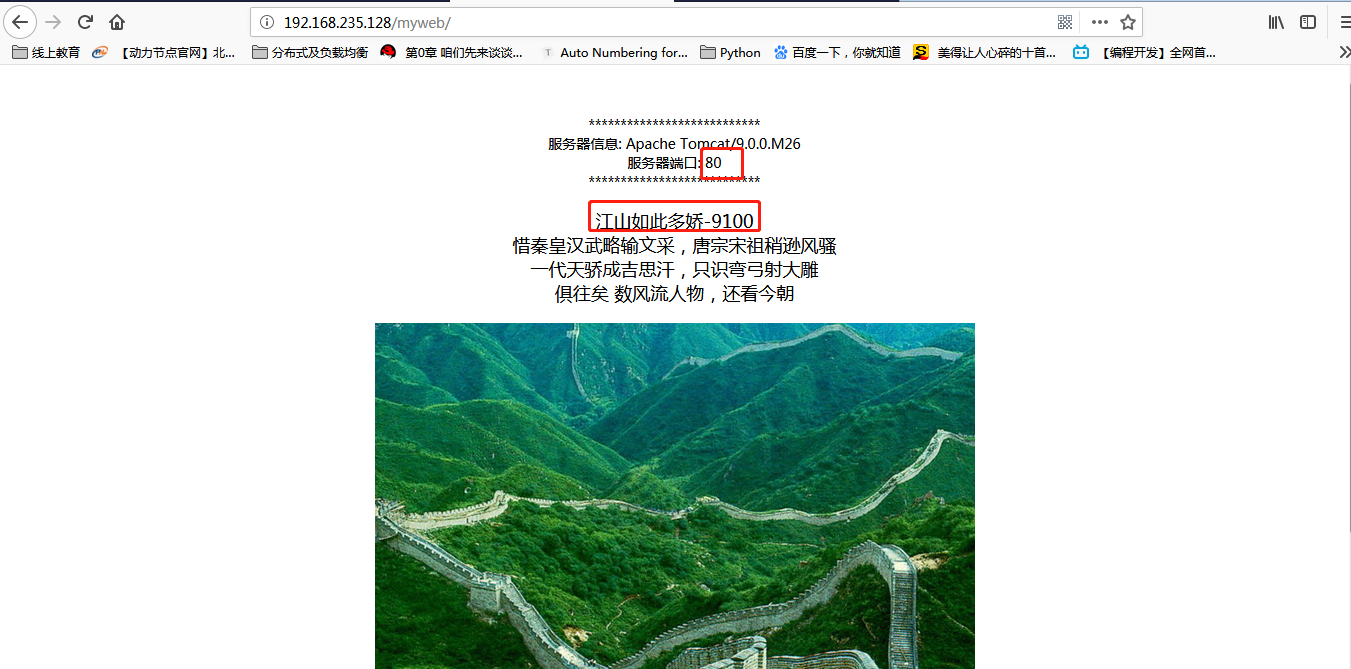 192.168.235.128/myweb/
线上教育 【动力节点官网】北... 分布式及负载均衡 第0章 咱们先来谈谈... Auto Numbering for... Python 百度一下，你就知道 美得让人心碎的十首... 【编程开发】全网首...
***************************
服务器信息: Apache Tomcat/9.0.0.M26
服务器端口: 80
***************************
江山如此多娇-9100
惜秦皇汉武略输文采，唐宗宋祖稍逊风骚
一代天骄成吉思汗，只识弯弓射大雕
俱往矣 数风流人物，还看今朝